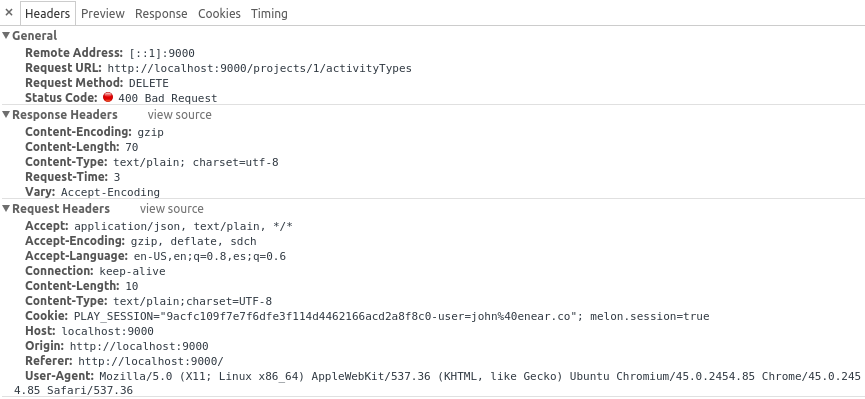 × Headers Preview Response Cookies Timing
▼ General
Remote Address: [::1]:9000
Request URL: http://localhost:9000/projects/1/activityTypes
Request Method: DELETE
Status Code: 400 Bad Request
▼ Response Headers view source
Content-Encoding: gzip
Content-Length: 70
Content-Type: text/plain; charset=utf-8
Request-Time: 3
Vary: Accept-Encoding
▼ Request Headers view source
Accept: application/json, text/plain, */*
Accept-Encoding: gzip, deflate, sdch
Accept-Language: en-US,en;q=0.8,es;q=0.6
Connection: keep-alive
Content-Length: 10
Content-Type: text/plain;charset=UTF-8
Cookie: PLAY_SESSION="9acfc109f7e7f6dfe3f114d4462166acd2a8f8c0-user=john%40enear.co"; melon.session=true
Host: localhost:9000
Origin: http://localhost:9000
Referer: http://localhost:9000/
User-Agent: Mozilla/5.0 (X11; Linux x86_64) AppleWebKit/537.36 (KHTML, like Gecko) Ubuntu Chromium/45.0.2454.85 Chrome/45.0.245
4.85 Safari/537.36